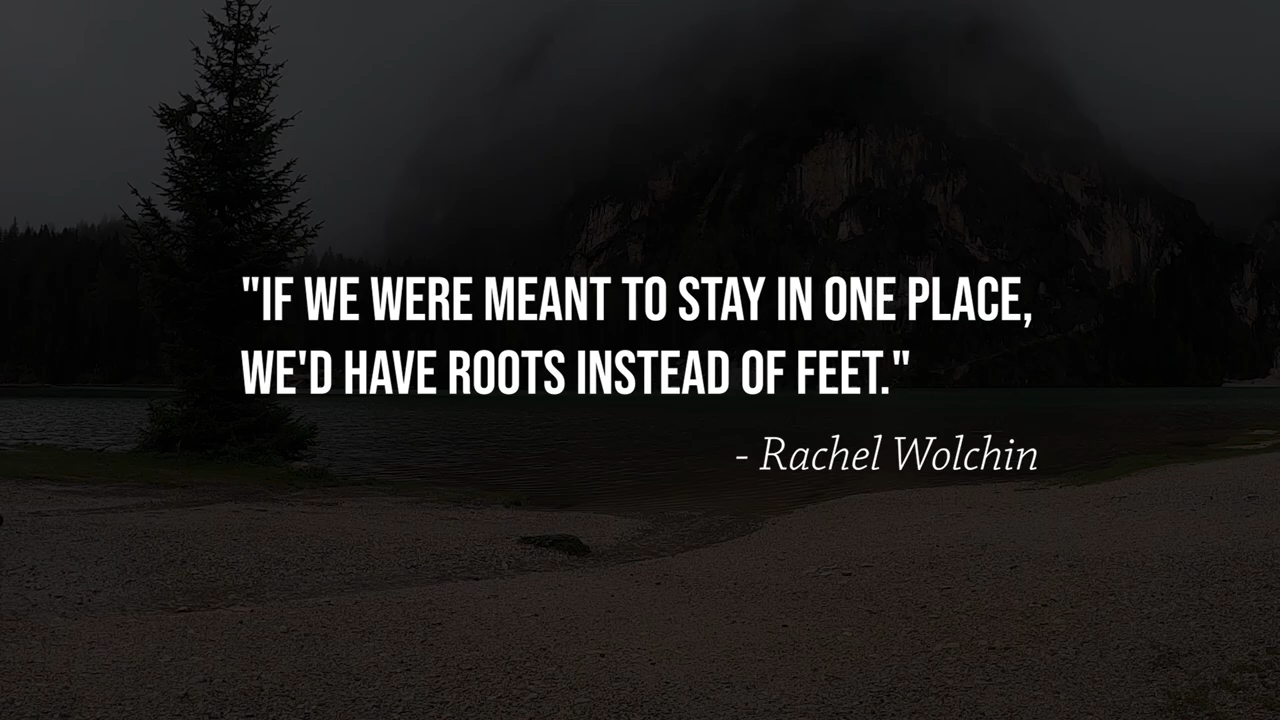 "IF WE WERE MEANT TO STAY IN ONE PLACE,
WE'D HAVE ROOTS INSTEAD OF FEET."
- Rachel Wolchin